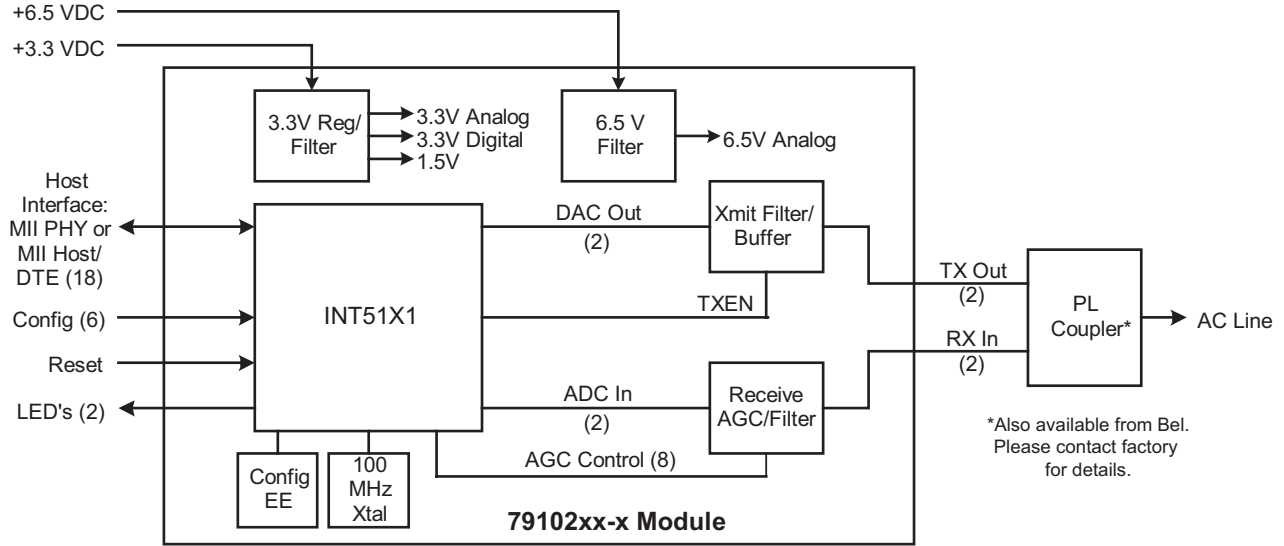 +6.5 VDC
+3.3 VDC
3.3V Reg/
Filter
3.3V Analog
3.3V Digital
1.5V
6.5 V
Filter
6.5V Analog
Host
Interface:
MII PHY or
MII Host/
DTE (18)
Config (6)
Reset
LED's (2)
INT51X1
DAC Out
(2)
Xmit Filter/
Buffer
TXEN
ADC In
(2)
Receive
AGC/Filter
AGC Control (8)
Config
EE
100
MHz
Xtal
79102xx-x Module
TX Out
(2)
RX In
(2)
PL
Coupler*
AC Line
*Also available from Bel.
Please contact factory
for details.